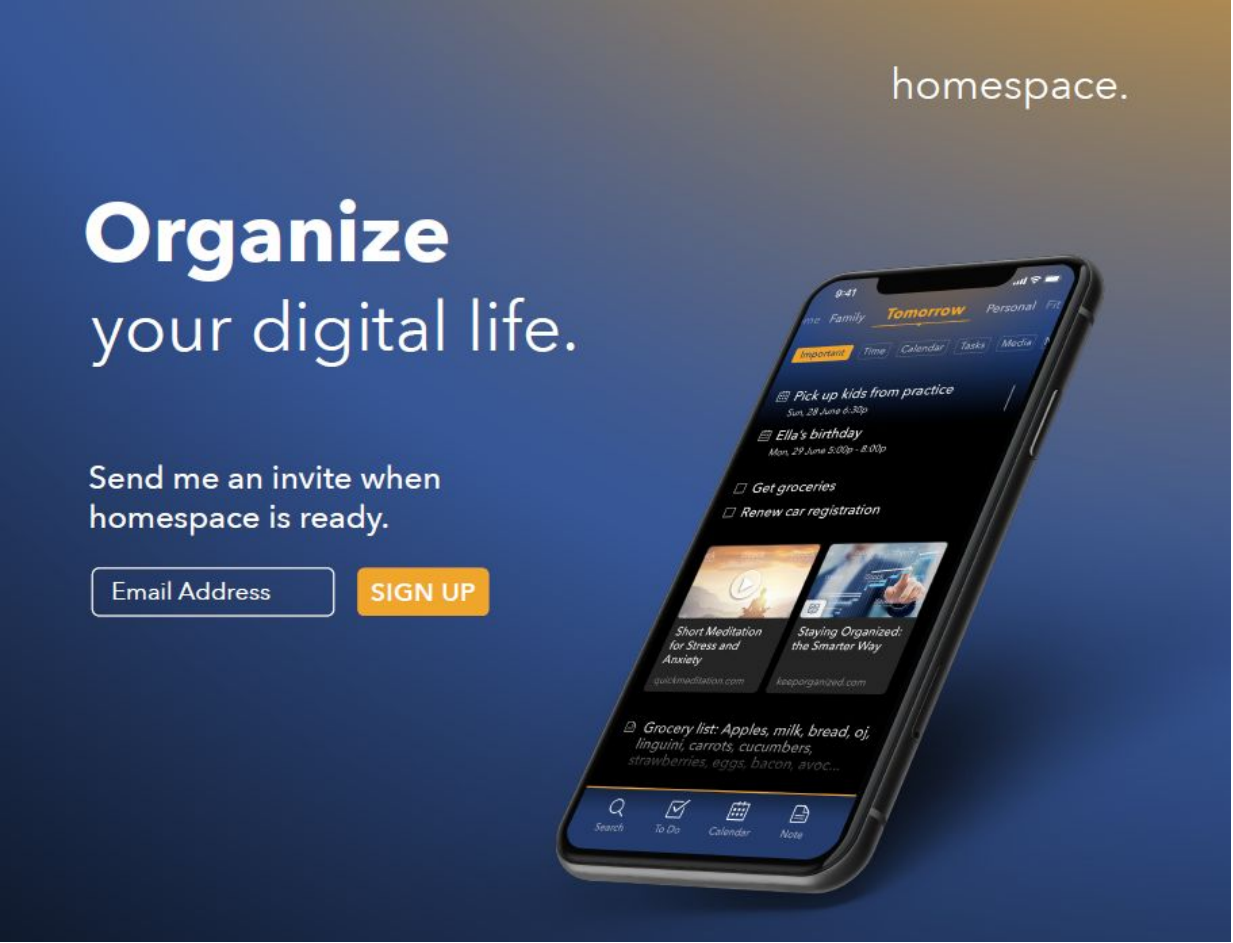 homespace.
Organize
your digital life.
Send me an invite when
homespace is ready.
Email Address
SIGN UP
9:41
me Family Tomorrow Personal Fit
Important Time Calendar Tasks Media
Pick up kids from practice
Sun, 28 June 6:30p
Ella's birthday
Mon, 29 June 5:00p - 8:00p
Get groceries
Renew car registration
Short Meditation
for Stress and
Anxiety
quickmeditation.com
Staying Organized:
the Smarter Way
keeporganized.com
Grocery list: Apples, milk, bread, oj,
linguini, carrots, cucumbers,
strawberries, eggs, bacon, avoc...
Search To Do Calendar Note